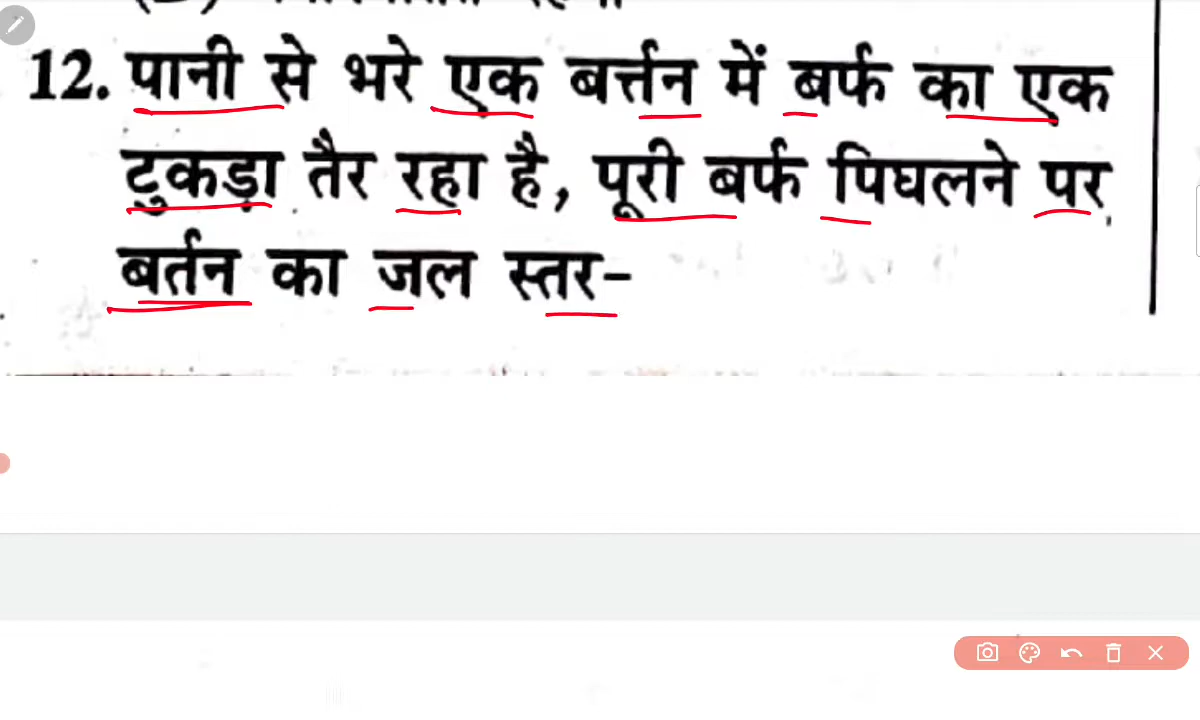 12. पानी से भरे एक बर्त्तन में बर्फ का एक
टुकड़ा तैर रहा है, पूरी बर्फ पिघलने पर
बर्तन का जल स्तर-